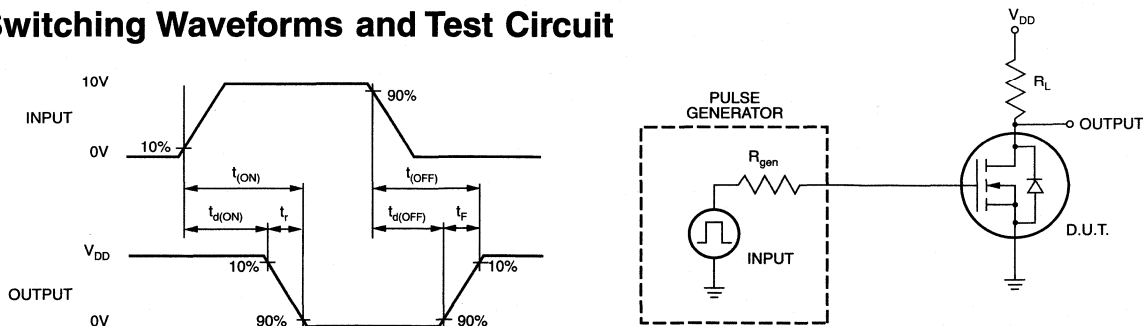 Switching Waveforms and Test Circuit
10V
INPUT
0V
10%
90%
t(ON)
t(OFF)
td(ON)
tr
td(OFF)
tF
VDD
10%
10%
OUTPUT
0V
90%
90%
PULSE
GENERATOR
Rgen
INPUT
VDD
RL
OUTPUT
D.U.T.